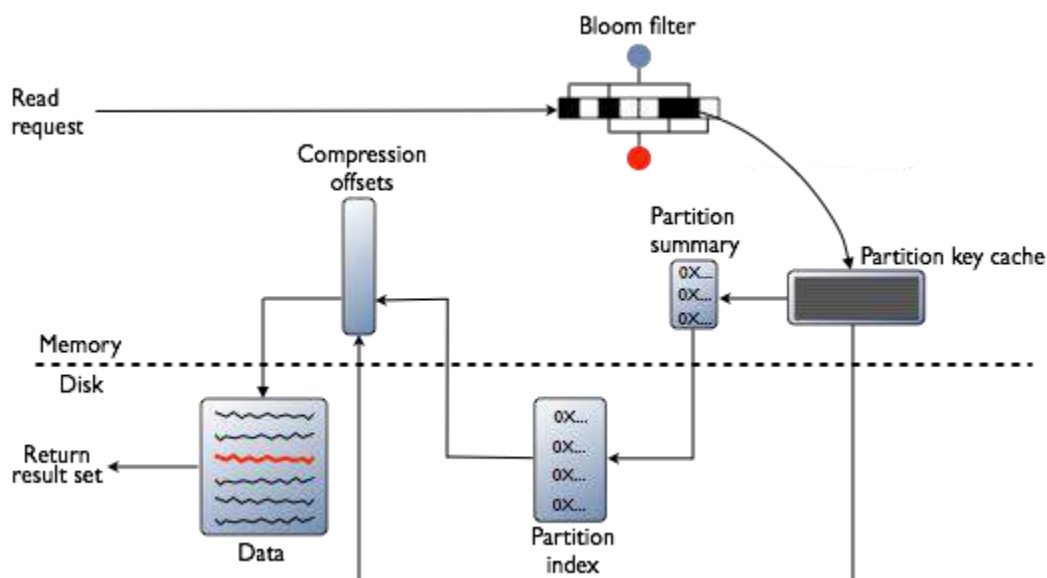 Bloom filter
Read
request
Compression
offsets
Partition
summary
Partition key cache
0X...
0X...
0X...
Memory
Disk
0X...
0X...
0X...
0X...
Return
result set
Data
Partition
index